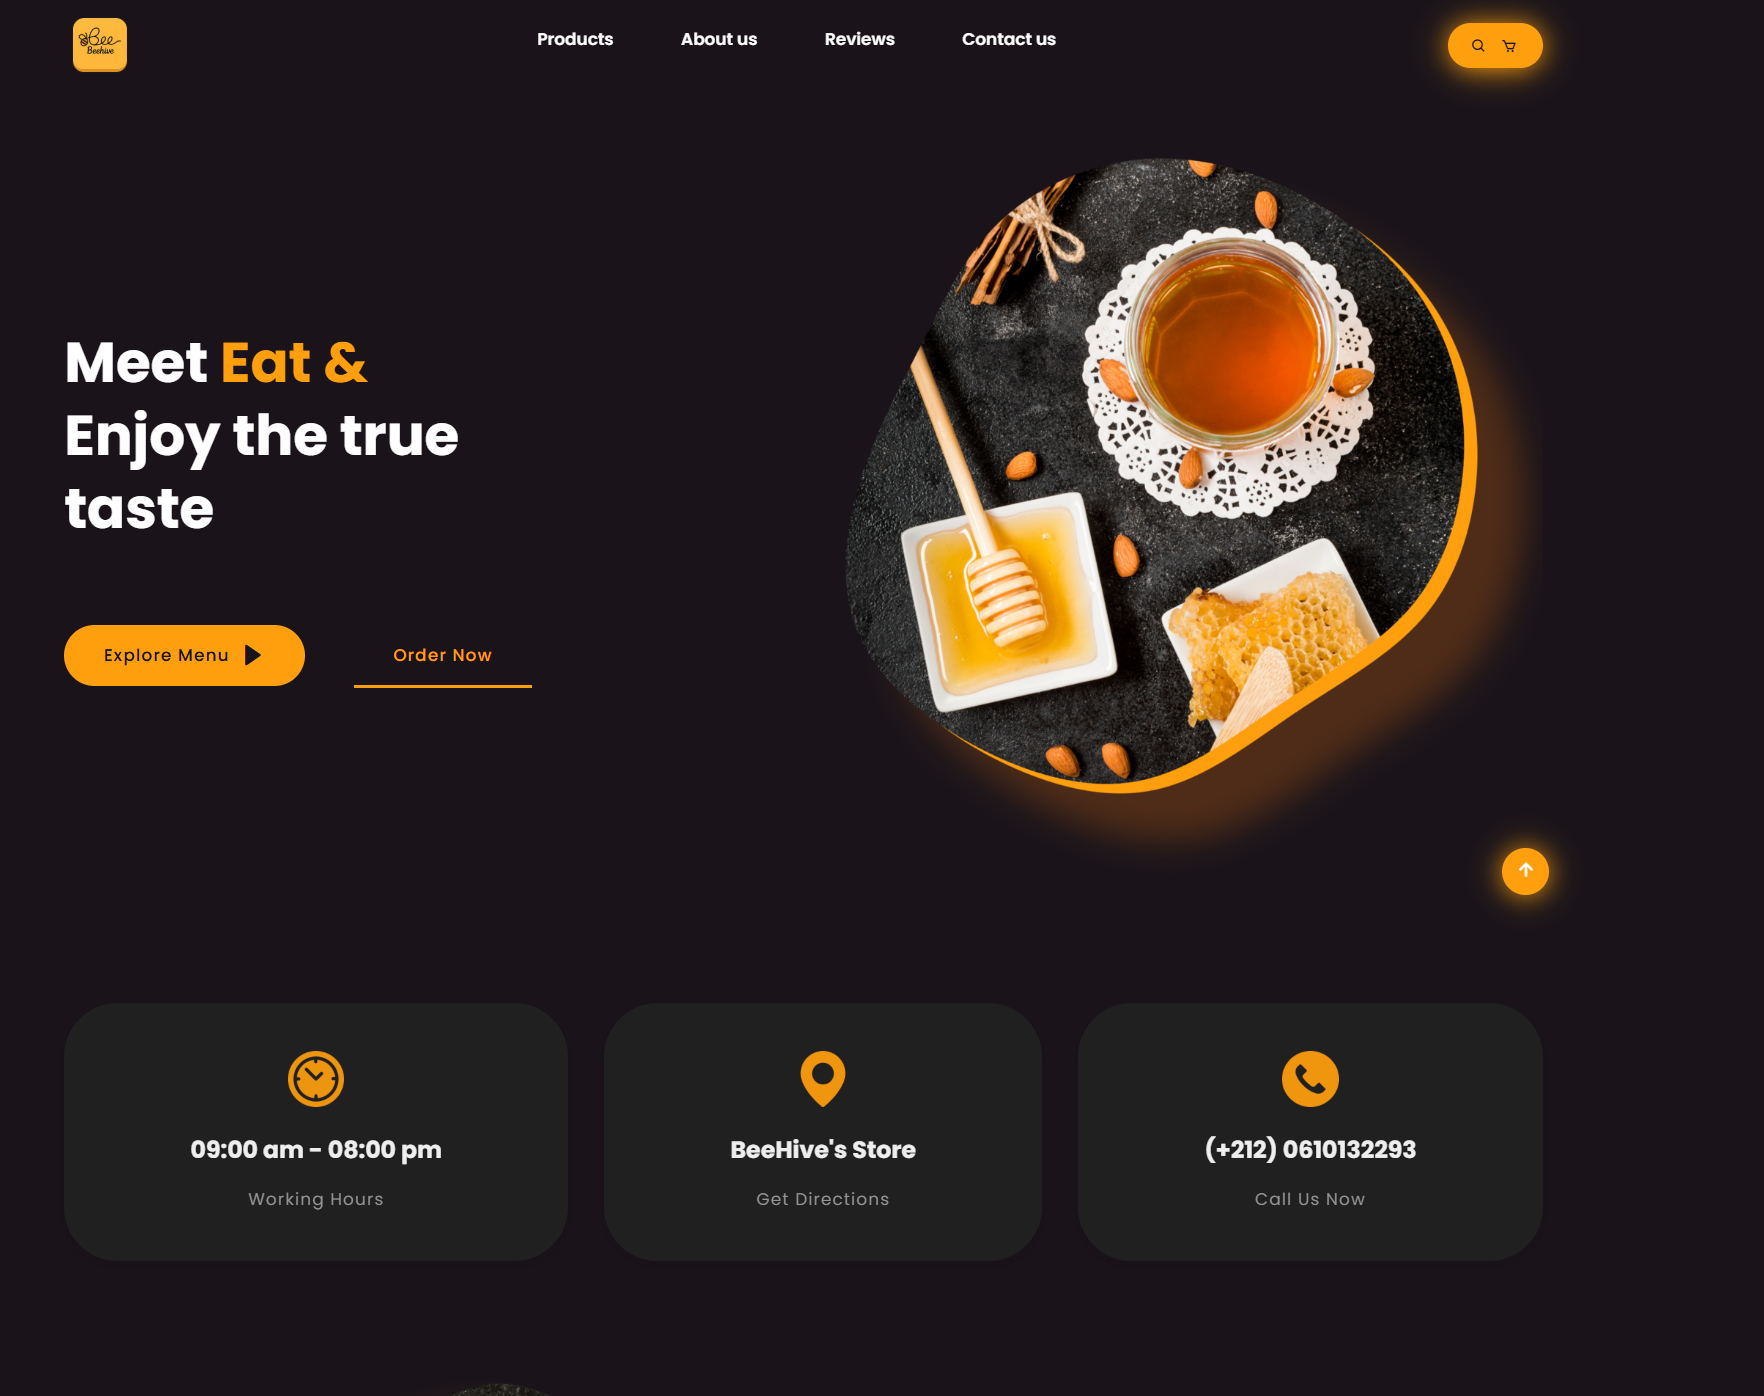 Bee
Beehive
Products
About us
Reviews
Contact us
Meet Eat &
Enjoy the true
taste
Explore Menu
Order Now
09:00 am - 08:00 pm
Working Hours
BeeHive's Store
Get Directions
(+212) 0610132293
Call Us Now